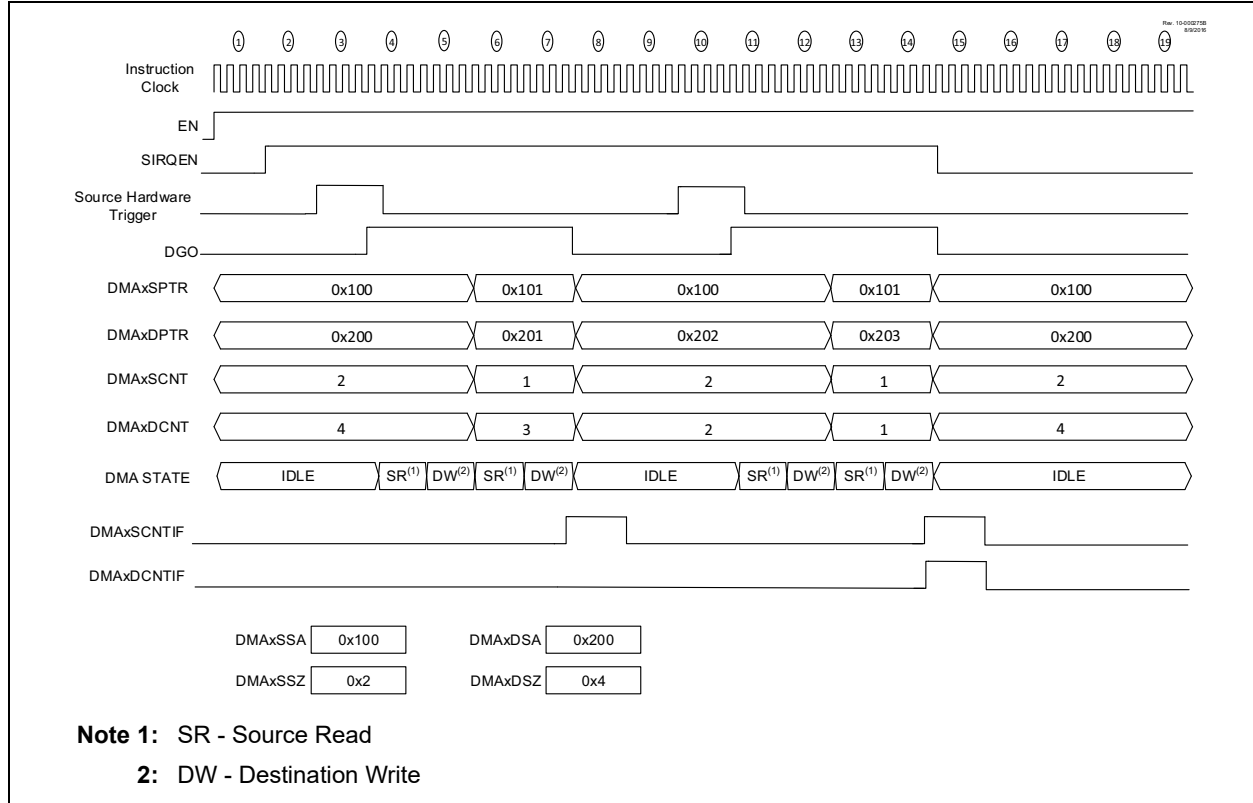 Rev. 10-000275B
8/9/2016
1 2 3 4 5 6 7 8 9 10 11 12 13 14 15 16 17 18 19
Instruction
Clock
EN
SIRQEN
Source Hardware
Trigger
DGO
DMAxSPTR 0x100 0x101 0x100 0x101 0x100
DMAxDPTR 0x200 0x201 0x202 0x203 0x200
DMAxSCNT 2 1 2 1 2
DMAxDCNT 4 3 2 1 4
DMA STATE IDLE SR(1) DW(2) SR(1) DW(2) IDLE SR(1) DW(2) SR(1) DW(2) IDLE
DMAxSCNTIF
DMAxDCNTIF
DMAxSSA 0x100 DMAxDSA 0x200
DMAxSSZ 0x2 DMAxDSZ 0x4
Note 1: SR - Source Read
2: DW - Destination Write